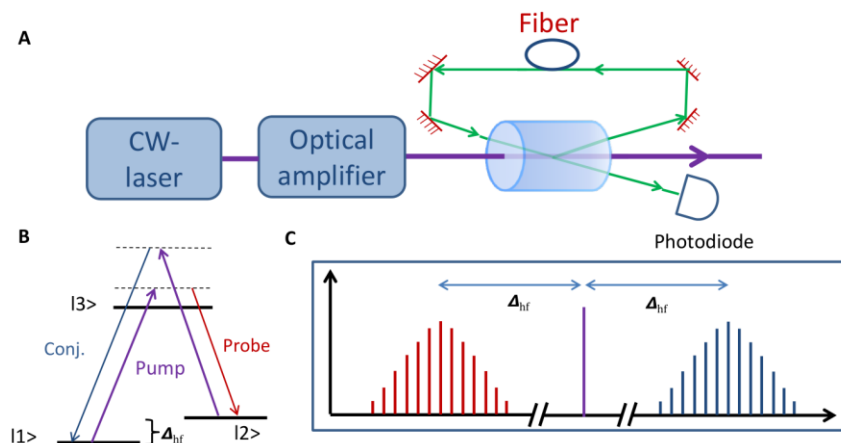 A
Fiber
CW-
laser
Optical
amplifier
Photodiode
B
|3>
Conj.
Pump
Probe
|1>
Δhf
|2>
C
Δhf
Δhf